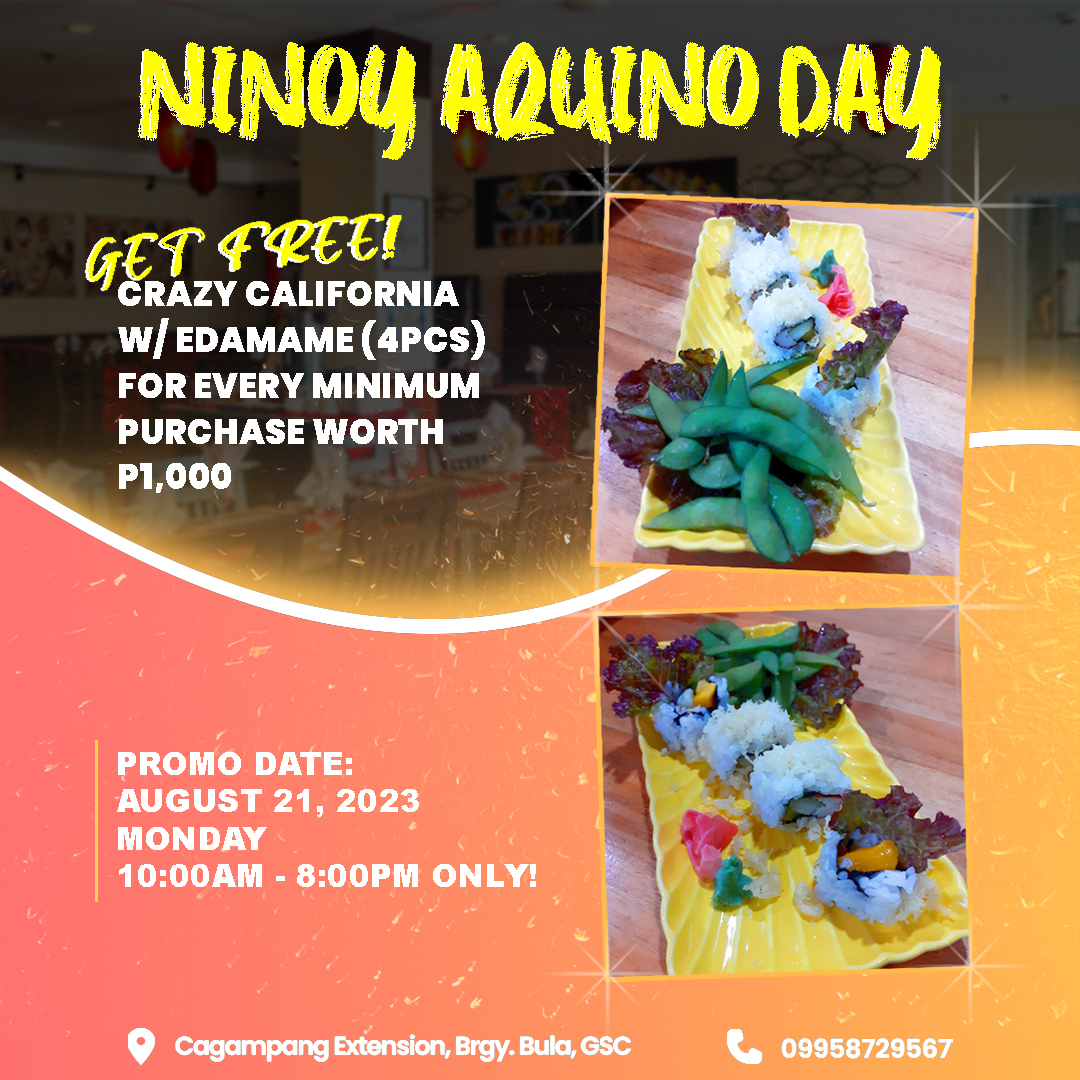 NINOY AQUINO DAY
GET FREE!
CRAZY CALIFORNIA
W/ EDAMAME (4PCS)
FOR EVERY MINIMUM
PURCHASE WORTH
P1,000
PROMO DATE:
AUGUST 21, 2023
MONDAY
10:00AM - 8:00PM ONLY!
Cagampang Extension, Brgy. Bula, GSC
09958729567